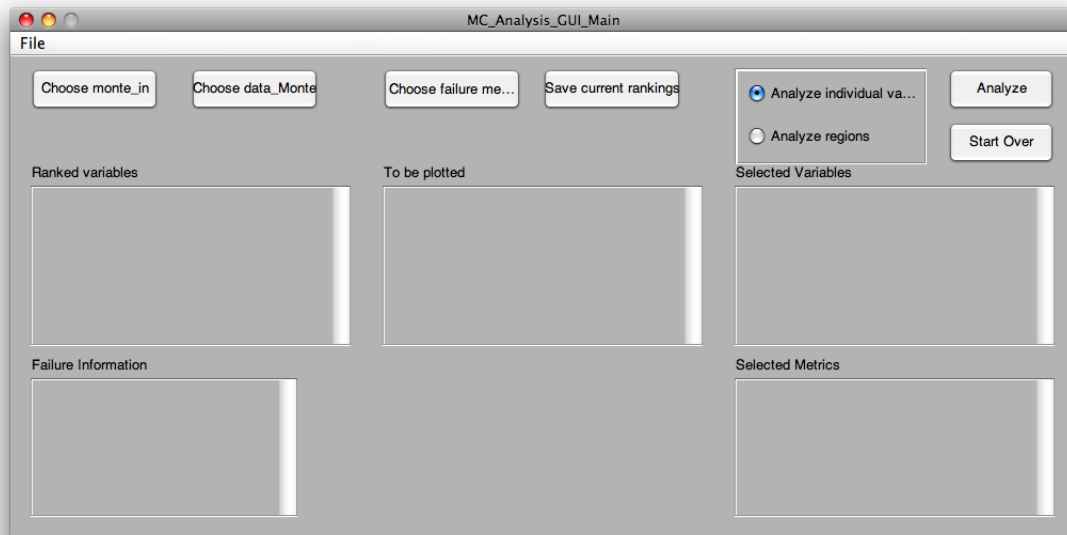 MC_Analysis_GUI_Main
File
Choose monte_in
Choose data_Monte
Choose failure me...
Save current rankings
Analyze individual va...
Analyze regions
Analyze
Start Over
Ranked variables
To be plotted
Selected Variables
Failure Information
Selected Metrics